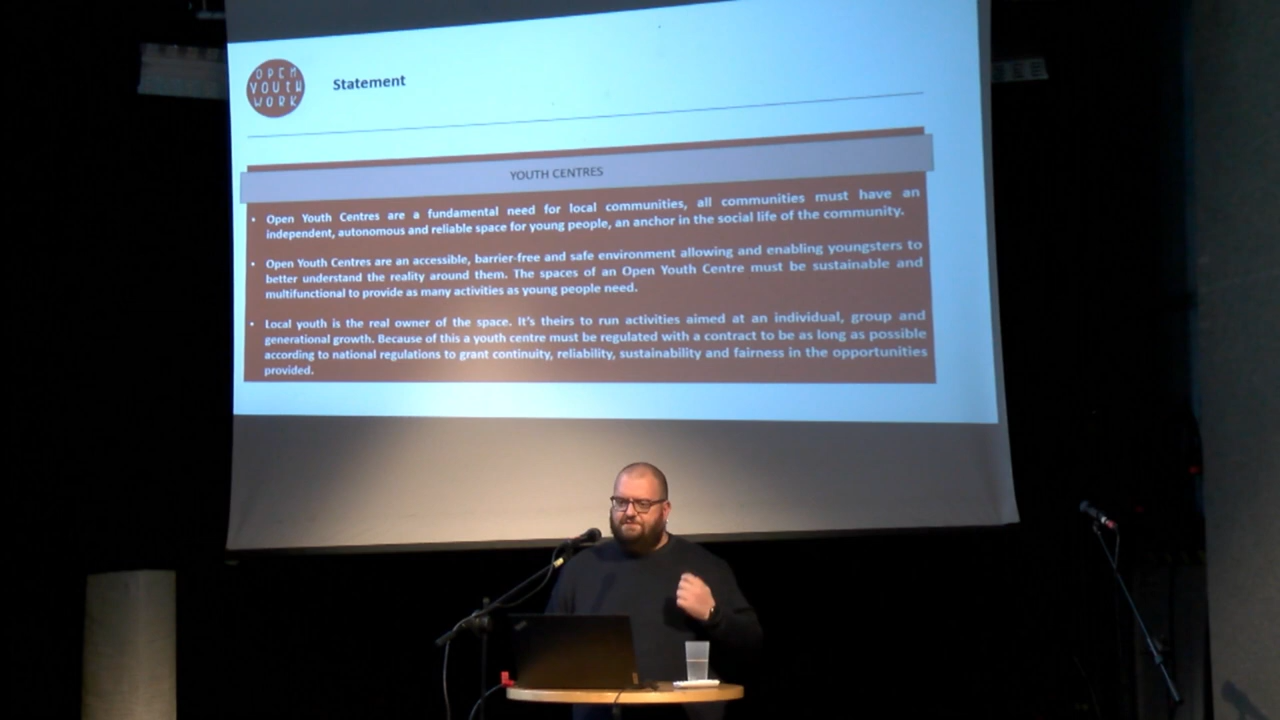 OPEN
YOUTH
WORK
Statement
YOUTH CENTRES
• Open Youth Centres are a fundamental need for local communities, all communities must have an
independent, autonomous and reliable space for young people, an anchor in the social life of the community.
• Open Youth Centres are an accessible, barrier-free and safe environment allowing and enabling youngsters to
better understand the reality around them. The spaces of an Open Youth Centre must be sustainable and
multifunctional to provide as many activities as young people need.
• Local youth is the real owner of the space. It's theirs to run activities aimed at an individual, group and
generational growth. Because of this a youth centre must be regulated with a contract to be as long as possible
according to national regulations to grant continuity, reliability, sustainability and fairness in the opportunities
provided.